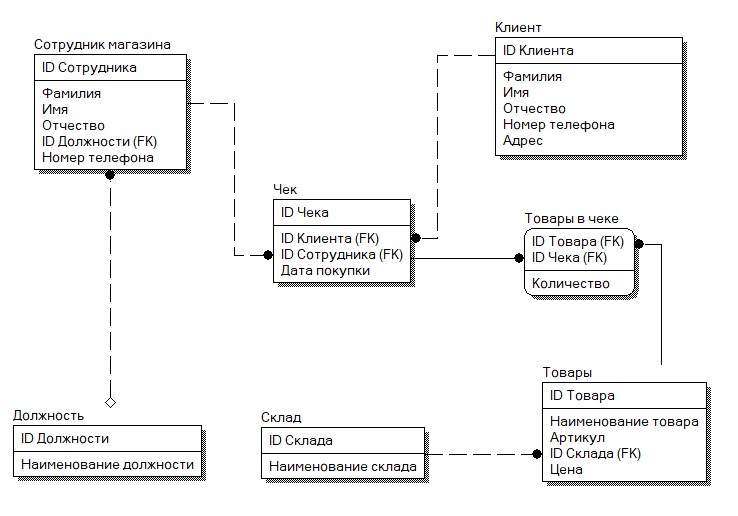 Сотрудник магазина
ID Сотрудника
Фамилия
Имя
Отчество
ID Должности (FK)
Номер телефона
Клиент
ID Клиента
Фамилия
Имя
Отчество
Номер телефона
Адрес
Чек
ID Чека
ID Клиента (FK)
ID Сотрудника (FK)
Дата покупки
Товары в чеке
ID Товара (FK)
ID Чека (FK)
Количество
Должность
ID Должности
Наименование должности
Склад
ID Склада
Наименование склада
Товары
ID Товара
Наименование товара
Артикул
ID Склада (FK)
Цена